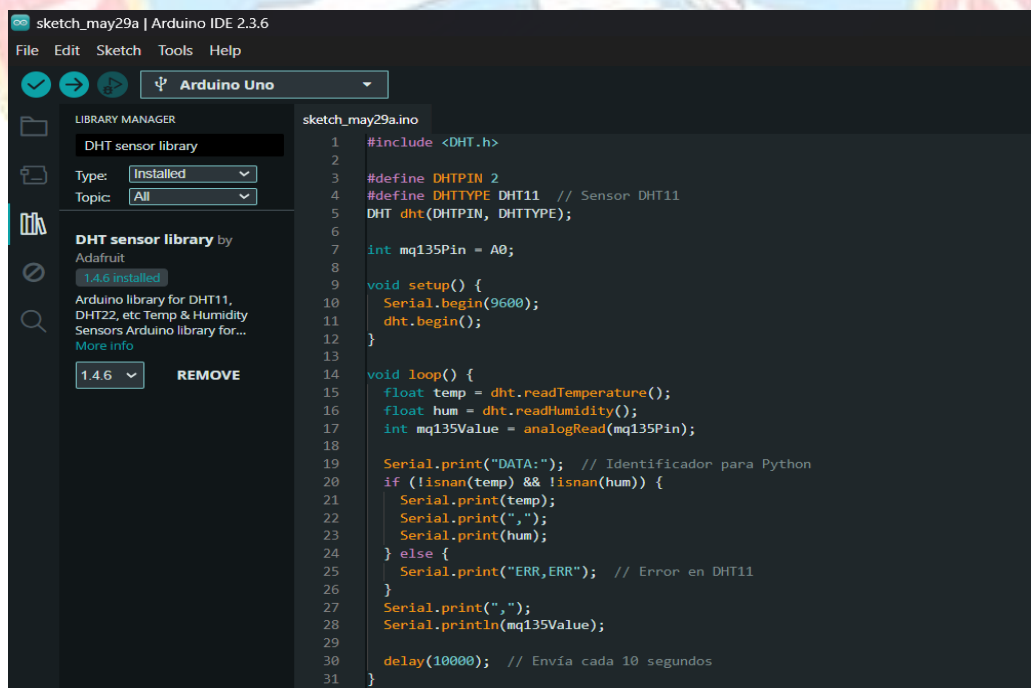 sketch_may29a | Arduino IDE 2.3.6
File Edit Sketch Tools Help
Arduino Uno
LIBRARY MANAGER
DHT sensor library
Type: Installed
Topic: All
DHT sensor library by
Adafruit
1.4.6 installed
Arduino library for DHT11,
DHT22, etc Temp & Humidity
Sensors Arduino library for...
More info
1.4.6 REMOVE
sketch_may29a.ino
1 #include <DHT.h>
2
3 #define DHTPIN 2
4 #define DHTTYPE DHT11  // Sensor DHT11
5 DHT dht(DHTPIN, DHTTYPE);
6
7 int mq135Pin = A0;
8
9 void setup() {
10   Serial.begin(9600);
11   dht.begin();
12 }
13
14 void loop() {
15   float temp = dht.readTemperature();
16   float hum = dht.readHumidity();
17   int mq135Value = analogRead(mq135Pin);
18
19   Serial.print("DATA:");  // Identificador para Python
20   if (!isnan(temp) && !isnan(hum)) {
21     Serial.print(temp);
22     Serial.print(",");
23     Serial.print(hum);
24   } else {
25     Serial.print("ERR,ERR");  // Error en DHT11
26   }
27   Serial.print(",");
28   Serial.println(mq135Value);
29
30   delay(10000);  // Envía cada 10 segundos
31 }